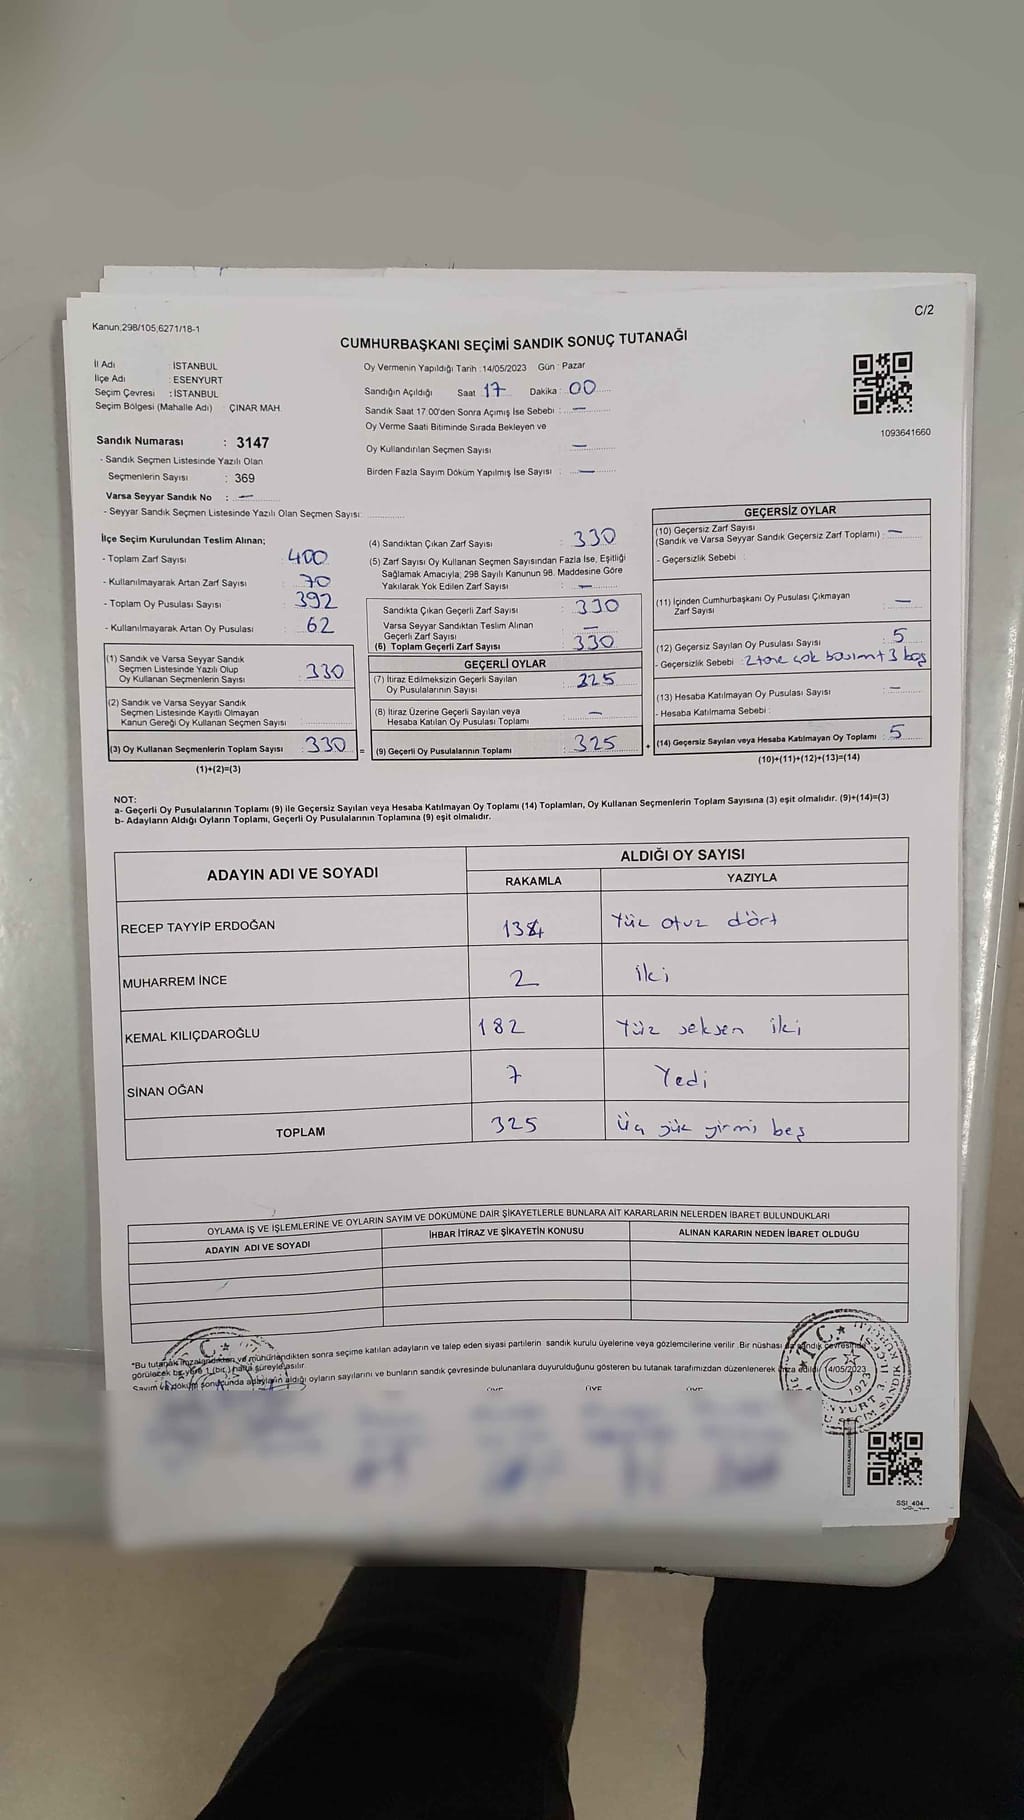 C/2
Kanun:298/105,6271/18-1
CUMHURBAŞKANI SEÇİMİ SANDIK SONUÇ TUTANAĞI
İl Adı : İSTANBUL
İlçe Adı : ESENYURT
Seçim Çevresi : İSTANBUL
Seçim Bölgesi (Mahalle Adı) ÇINAR MAH.
Sandık Numarası : 3147
- Sandık Seçmen Listesinde Yazılı Olan
Seçmenlerin Sayısı : 369
Varsa Seyyar Sandık No : —
- Seyyar Sandık Seçmen Listesinde Yazılı Olan Seçmen Sayısı:
Oy Vermenin Yapıldığı Tarih :14/05/2023 Gün : Pazar
Sandığın Açıldığı Saat 17 Dakika : 00
Sandık Saat 17.00'den Sonra Açımış İse Sebebi : —
Oy Verme Saati Bitiminde Sırada Bekleyen ve
Oy Kullandırılan Seçmen Sayısı —
Birden Fazla Sayım Döküm Yapılmış İse Sayısı : —
1093641660
İlçe Seçim Kurulundan Teslim Alınan;
- Toplam Zarf Sayısı : 400
- Kullanılmayarak Artan Zarf Sayısı : 70
- Toplam Oy Pusulası Sayısı : 392
- Kullanılmayarak Artan Oy Pusulası : 62
(1) Sandık ve Varsa Seyyar Sandık
Seçmen Listesinde Yazılı Olup
Oy Kullanan Seçmenlerin Sayısı : 330
(2) Sandık ve Varsa Seyyar Sandık
Seçmen Listesinde Kayıtlı Olmayan
Kanun Gereği Oy Kullanan Seçmen Sayısı :
(3) Oy Kullanan Seçmenlerin Toplam Sayısı : 330
(1)+(2)=(3)
(4) Sandıktan Çıkan Zarf Sayısı : 330
(5) Zarf Sayısı Oy Kullanan Seçmen Sayısından Fazla İse, Eşitliği
Sağlamak Amacıyla; 298 Sayılı Kanunun 98. Maddesine Göre
Yakılarak Yok Edilen Zarf Sayısı : —
Sandıkta Çıkan Geçerli Zarf Sayısı : 330
Varsa Seyyar Sandıktan Teslim Alınan
Geçerli Zarf Sayısı : —
(6) Toplam Geçerli Zarf Sayısı : 330
GEÇERLİ OYLAR
(7) İtiraz Edilmeksizin Geçerli Sayılan
Oy Pusulalarının Sayısı : 325
(8) İtiraz Üzerine Geçerli Sayılan veya
Hesaba Katılan Oy Pusulası Toplamı : —
= (9) Geçerli Oy Pusulalarının Toplamı : 325
GEÇERSİZ OYLAR
(10) Geçersiz Zarf Sayısı
(Sandık ve Varsa Seyyar Sandık Geçersiz Zarf Toplamı) : —
- Geçersizlik Sebebi :
(11) İçinden Cumhurbaşkanı Oy Pusulası Çıkmayan
Zarf Sayısı : —
(12) Geçersiz Sayılan Oy Pusulası Sayısı : 5
- Geçersizlik Sebebi : 2 tane çok basım + 3 boş
(13) Hesaba Katılmayan Oy Pusulası Sayısı : —
- Hesaba Katılmama Sebebi :
+ (14) Geçersiz Sayılan veya Hesaba Katılmayan Oy Toplamı : 5
(10)+(11)+(12)+(13)=(14)
NOT:
a- Geçerli Oy Pusulalarının Toplamı (9) ile Geçersiz Sayılan veya Hesaba Katılmayan Oy Toplamı (14) Toplamları, Oy Kullanan Seçmenlerin Toplam Sayısına (3) eşit olmalıdır. (9)+(14)=(3)
b- Adayların Aldığı Oyların Toplamı, Geçerli Oy Pusulalarının Toplamına (9) eşit olmalıdır.
ADAYIN ADI VE SOYADI ALDIĞI OY SAYISI
RAKAMLA YAZIYLA
RECEP TAYYİP ERDOĞAN 134 Yüz otuz dört
MUHARREM İNCE 2 iki
KEMAL KILIÇDAROĞLU 182 Yüz seksen iki
SİNAN OĞAN 7 Yedi
TOPLAM 325 Üç yüz yirmi beş
OYLAMA İŞ VE İŞLEMLERİNE VE OYLARIN SAYIM VE DÖKÜMÜNE DAİR ŞİKAYETLERLE BUNLARA AİT KARARLARIN NELERDEN İBARET BULUNDUKLARI
ADAYIN ADI VE SOYADI İHBAR İTİRAZ VE ŞİKAYETİN KONUSU ALINAN KARARIN NEDEN İBARET OLDUĞU
*Bu tutanak imzalandıktan ve mühürlendikten sonra seçime katılan adayların ve talep eden siyasi partilerin sandık kurulu üyelerine veya gözlemcilerine verilir. Bir nüshası da sandık çevresinde
görülecek bir yere 1 (bir) hafta süreyle asılır.
Sayım ve döküm sonucunda adayların aldığı oyların sayılarını ve bunların sandık çevresinde bulunanlara duyurulduğunu gösteren bu tutanak tarafımızdan düzenlenerek imza edildi. 14/05/2023
ÜYE ÜYE ÜYE
T.C.
1923
SSI_404